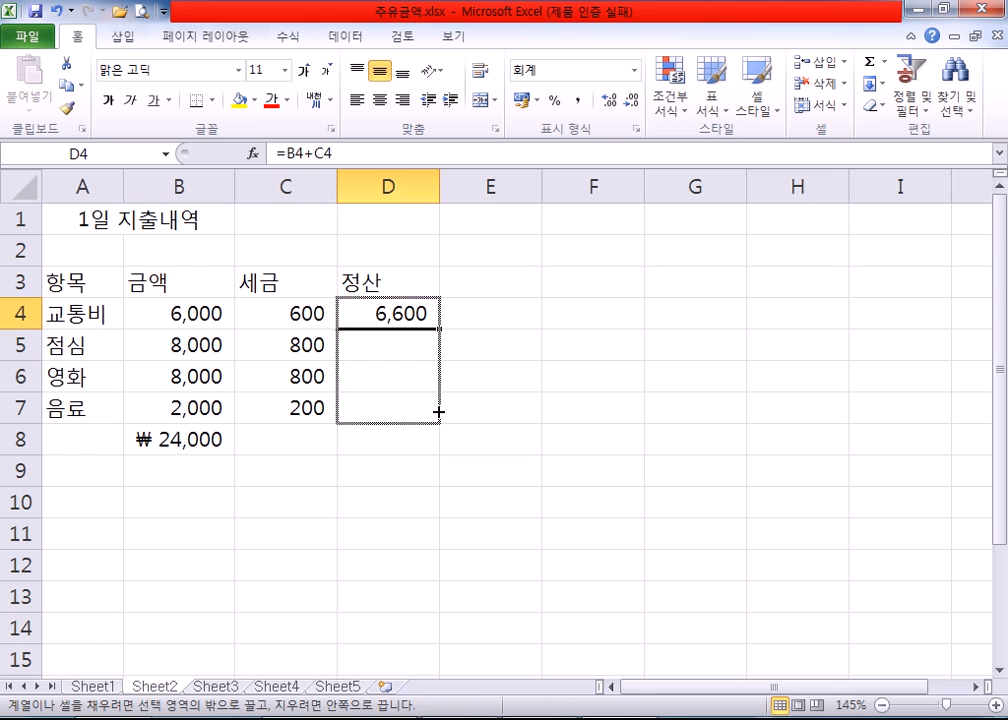 주유금액.xlsx - Microsoft Excel (제품 인증 실패)
파일 홈 삽입 페이지 레이아웃 수식 데이터 검토 보기
맑은 고딕 11 가 가 회계 삽입 Σ
붙여넣기 가 가 가 가 내천 % , 조건부 서식 표 서식 셀 스타일 삭제 서식 정렬 및 필터 찾기 및 선택
클립보드 글꼴 맞춤 표시 형식 스타일 셀 편집
D4 fx =B4+C4
A B C D E F G H I
1 1일 지출내역
2
3 항목 금액 세금 정산
4 교통비 6,000 600 6,600
5 점심 8,000 800
6 영화 8,000 800
7 음료 2,000 200
8 ₩ 24,000
9
10
11
12
13
14
15
Sheet1 Sheet2 Sheet3 Sheet4 Sheet5
계열이나 셀을 채우려면 선택 영역의 밖으로 끌고, 지우려면 안쪽으로 끕니다. 145%